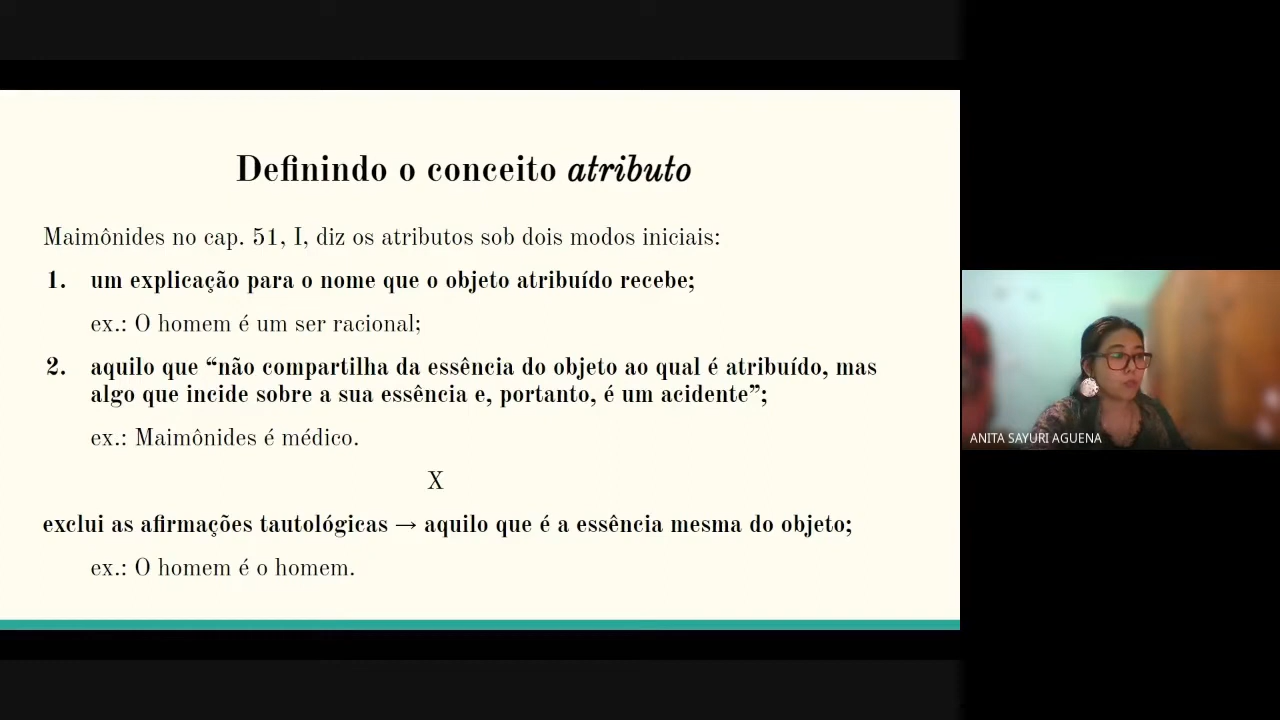 Definindo o conceito atributo
Maimônides no cap. 51, I, diz os atributos sob dois modos iniciais:
1. um explicação para o nome que o objeto atribuído recebe;
ex.: O homem é um ser racional;
2. aquilo que “não compartilha da essência do objeto ao qual é atribuído, mas
algo que incide sobre a sua essência e, portanto, é um acidente”;
ex.: Maimônides é médico.
X
exclui as afirmações tautológicas → aquilo que é a essência mesma do objeto;
ex.: O homem é o homem.
ANITA SAYURI AGUENA